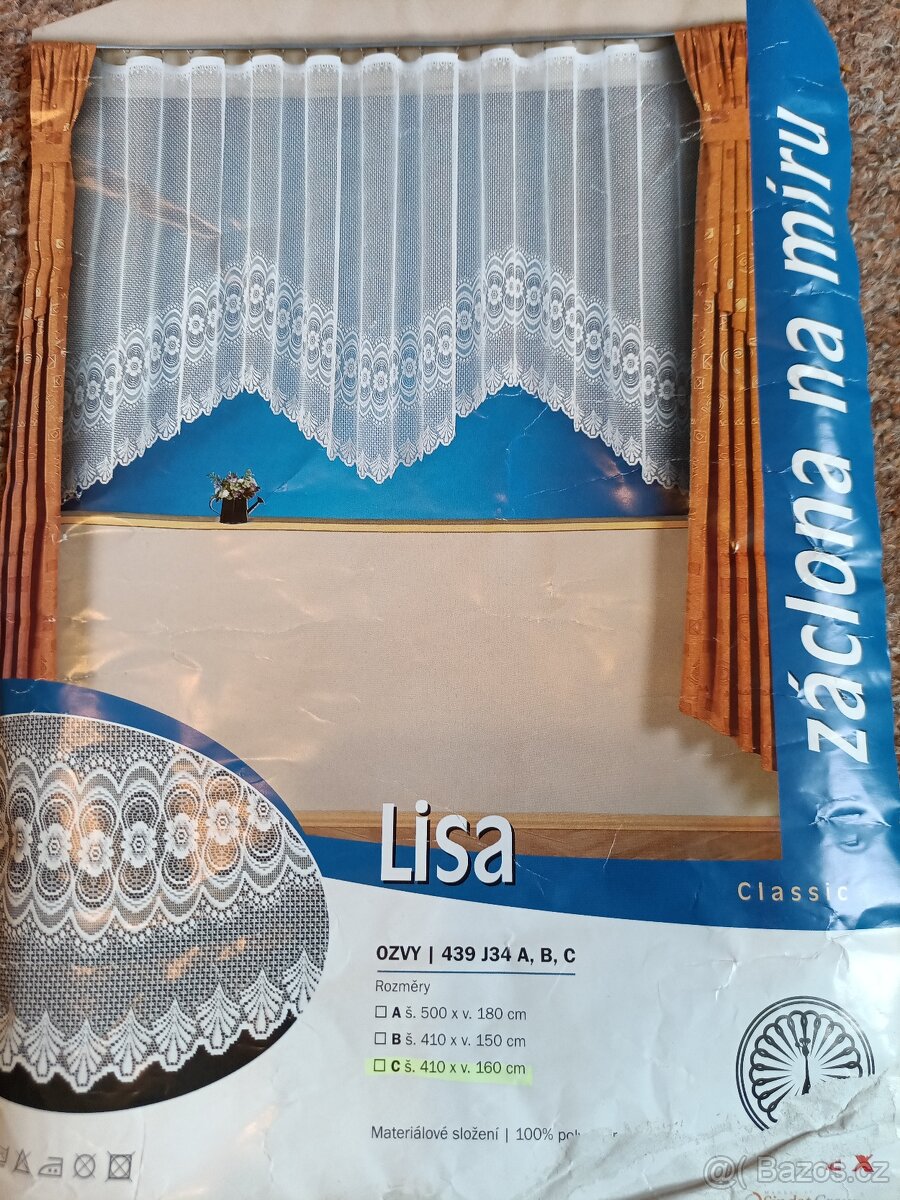 záclona na míru
Lisa
Classic
OZVY | 439 J34 A, B, C
Rozměry
A š. 500 x v. 180 cm
B š. 410 x v. 150 cm
C š. 410 x v. 160 cm
Materiálové složení | 100%
@( Bazos.cz